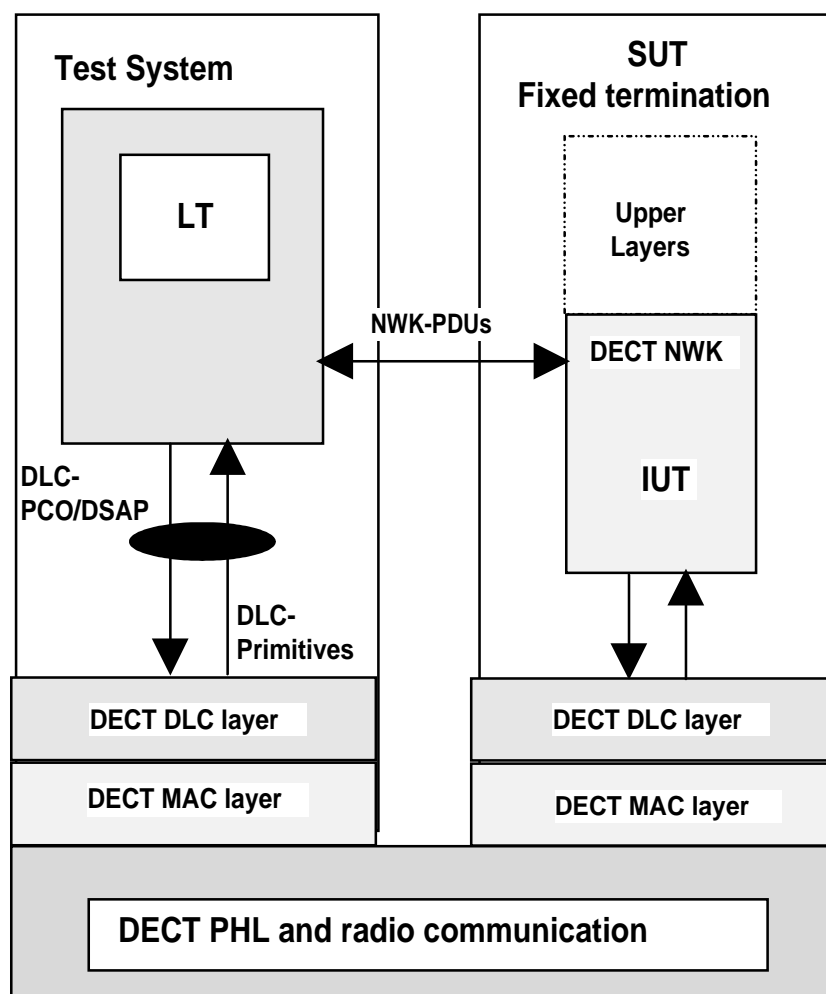 Test System
LT
SUT
Fixed termination
Upper
Layers
NWK-PDUs
DECT NWK
IUT
DLC-
PCO/DSAP
DLC-
Primitives
DECT DLC layer
DECT DLC layer
DECT MAC layer
DECT MAC layer
DECT PHL and radio communication